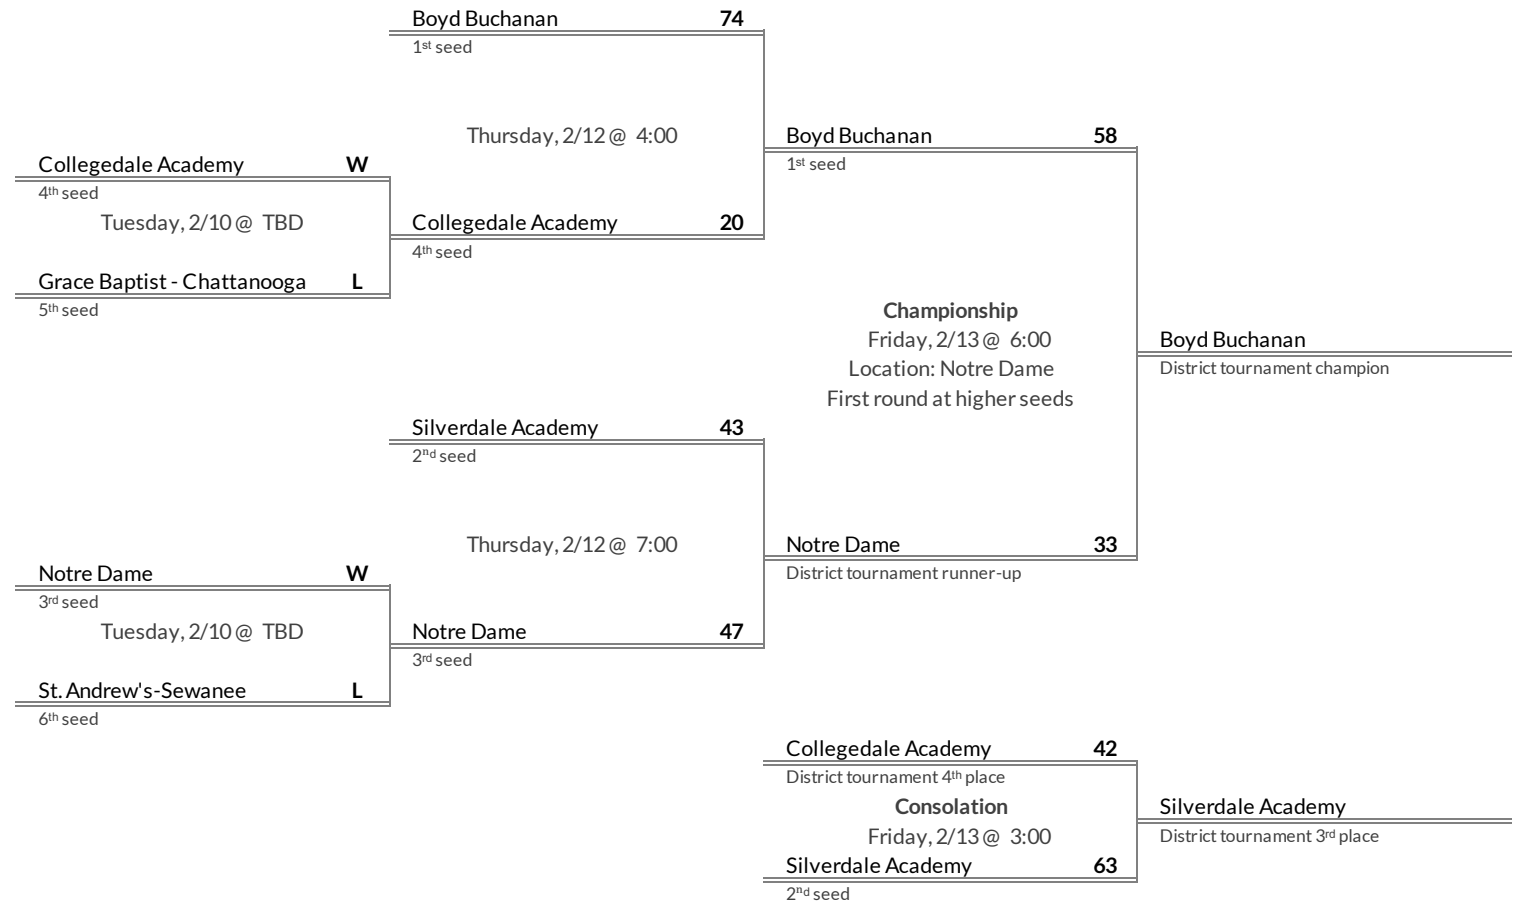 Boyd Buchanan 74
1st seed
Thursday, 2/12 @ 4:00
Collegedale Academy W
4th seed
Tuesday, 2/10 @ TBD
Grace Baptist - Chattanooga L
5th seed
Collegedale Academy 20
4th seed
Boyd Buchanan 58
1st seed
Championship
Friday, 2/13 @ 6:00
Location: Notre Dame
First round at higher seeds
Boyd Buchanan
District tournament champion
Silverdale Academy 43
2nd seed
Thursday, 2/12 @ 7:00
Notre Dame W
3rd seed
Tuesday, 2/10 @ TBD
St. Andrew's-Sewanee L
6th seed
Notre Dame 47
3rd seed
Notre Dame 33
District tournament runner-up
Collegedale Academy 42
District tournament 4th place
Consolation
Friday, 2/13 @ 3:00
Silverdale Academy 63
2nd seed
Silverdale Academy
District tournament 3rd place